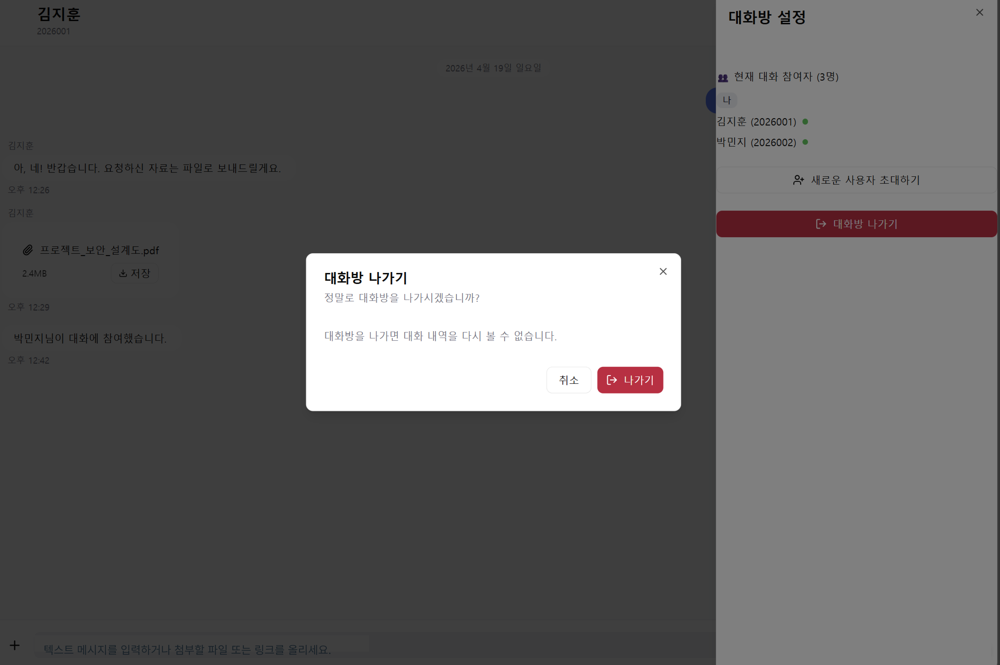 김지훈
2026001
2026년 4월 19일 일요일
김지훈
아, 네! 반갑습니다. 요청하신 자료는 파일로 보내드릴게요.
오후 12:26
김지훈
프로젝트_보안_설계도.pdf
2.4MB
저장
오후 12:29
박민지님이 대화에 참여했습니다.
오후 12:42
텍스트 메시지를 입력하거나 첨부할 파일 또는 링크를 올리세요.
대화방 설정
현재 대화 참여자 (3명)
나
김지훈 (2026001)
박민지 (2026002)
새로운 사용자 초대하기
대화방 나가기
대화방 나가기
정말로 대화방을 나가시겠습니까?
대화방을 나가면 대화 내역을 다시 볼 수 없습니다.
취소
나가기